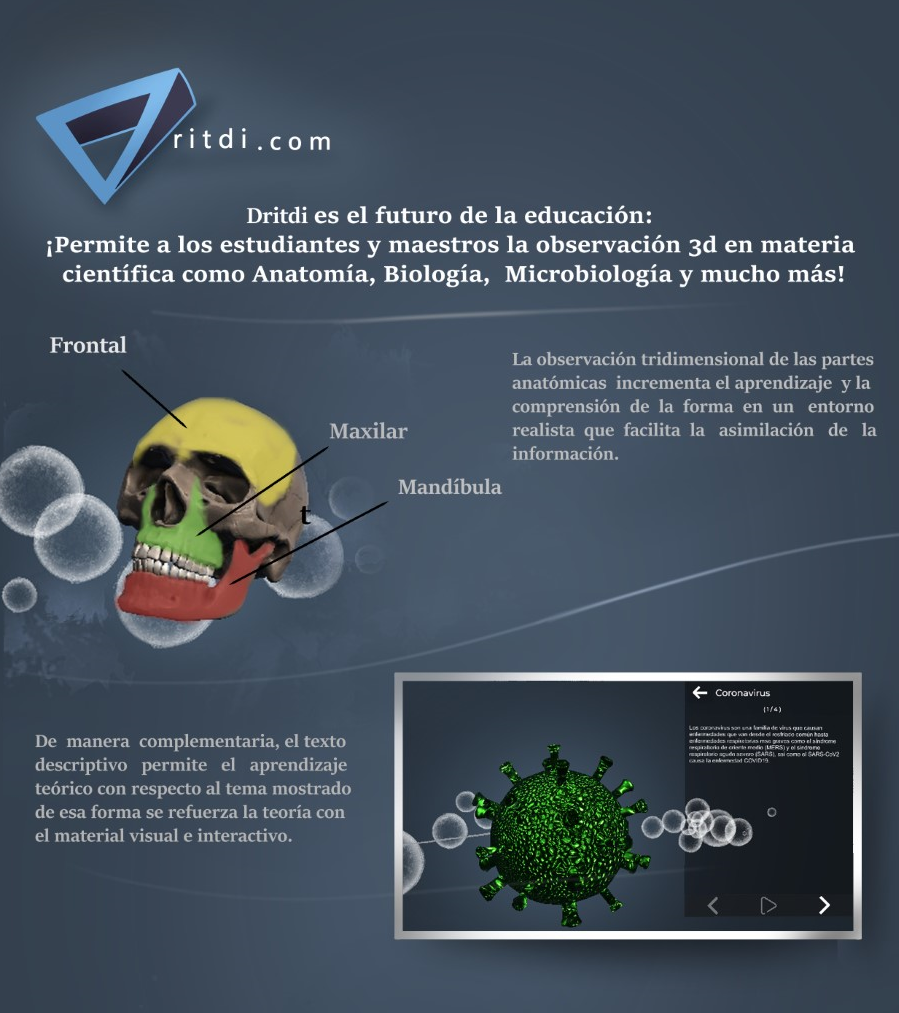 ritdi.com
Dritdi es el futuro de la educación:
¡Permite a los estudiantes y maestros la observación 3d en materia
científica como Anatomía, Biología, Microbiología y mucho más!
Frontal
Maxilar
Mandíbula
t
La observación tridimensional de las partes
anatómicas incrementa el aprendizaje y la
comprensión de la forma en un entorno
realista que facilita la asimilación de la
información.
De manera complementaria, el texto
descriptivo permite el aprendizaje
teórico con respecto al tema mostrado
de esa forma se refuerza la teoría con
el material visual e interactivo.
Coronavirus
(1/4)
Los coronavirus son una familia de virus que causan
enfermedades que van desde el resfriado común hasta
enfermedades respiratorias mas graves como el síndrome
respiratorio de oriente medio (MERS) y el síndrome
respiratorio agudo severo (SARS), así como el SARS-CoV2
causa la enfermedad COVID19.